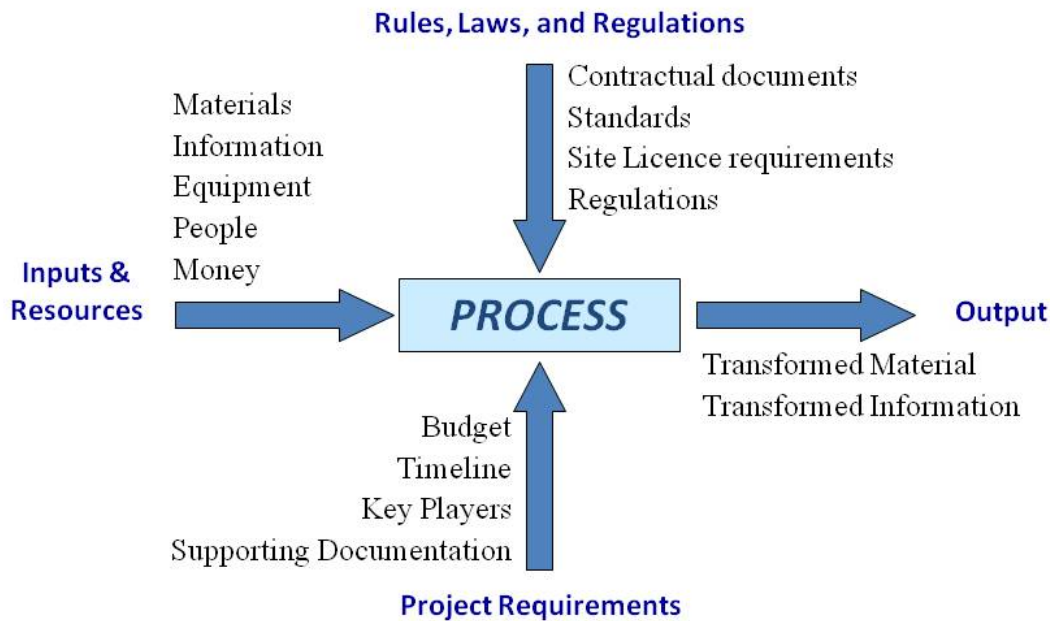 Rules, Laws, and Regulations
Contractual documents
Standards
Site Licence requirements
Regulations
Materials
Information
Equipment
People
Money
Inputs &
Resources
PROCESS
Output
Transformed Material
Transformed Information
Budget
Timeline
Key Players
Supporting Documentation
Project Requirements